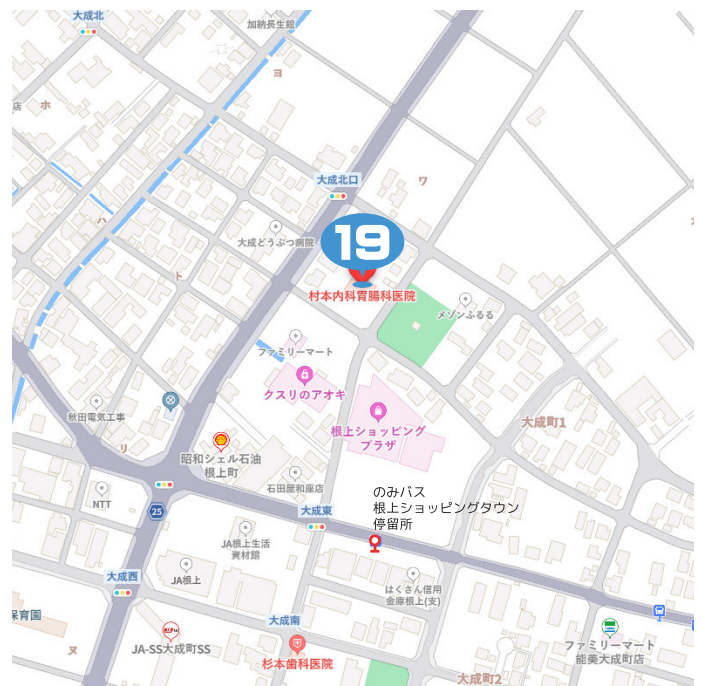 大成北
加納長生館
ヨ
店
ホ
大成北口
ワ
ハ
19
大成どうぶつ病院
ト
村本内科胃腸科医院
メゾンふるる
ファミリーマート
クスリのアオキ
秋田電気工事
大成町1
根上ショッピング
プラザ
リ
昭和シェル石油
根上町
石田屋和座店
のみバス
根上ショッピングタウン
停留所
NTT
25
大成東
JA根上生活
資材館
大成西
JA根上
はくさん信用
金庫根上(支)
保育園
大成南
ヌ
JA-SS大成町SS
杉本歯科医院
ファミリーマート
能美大成町店
大成町2